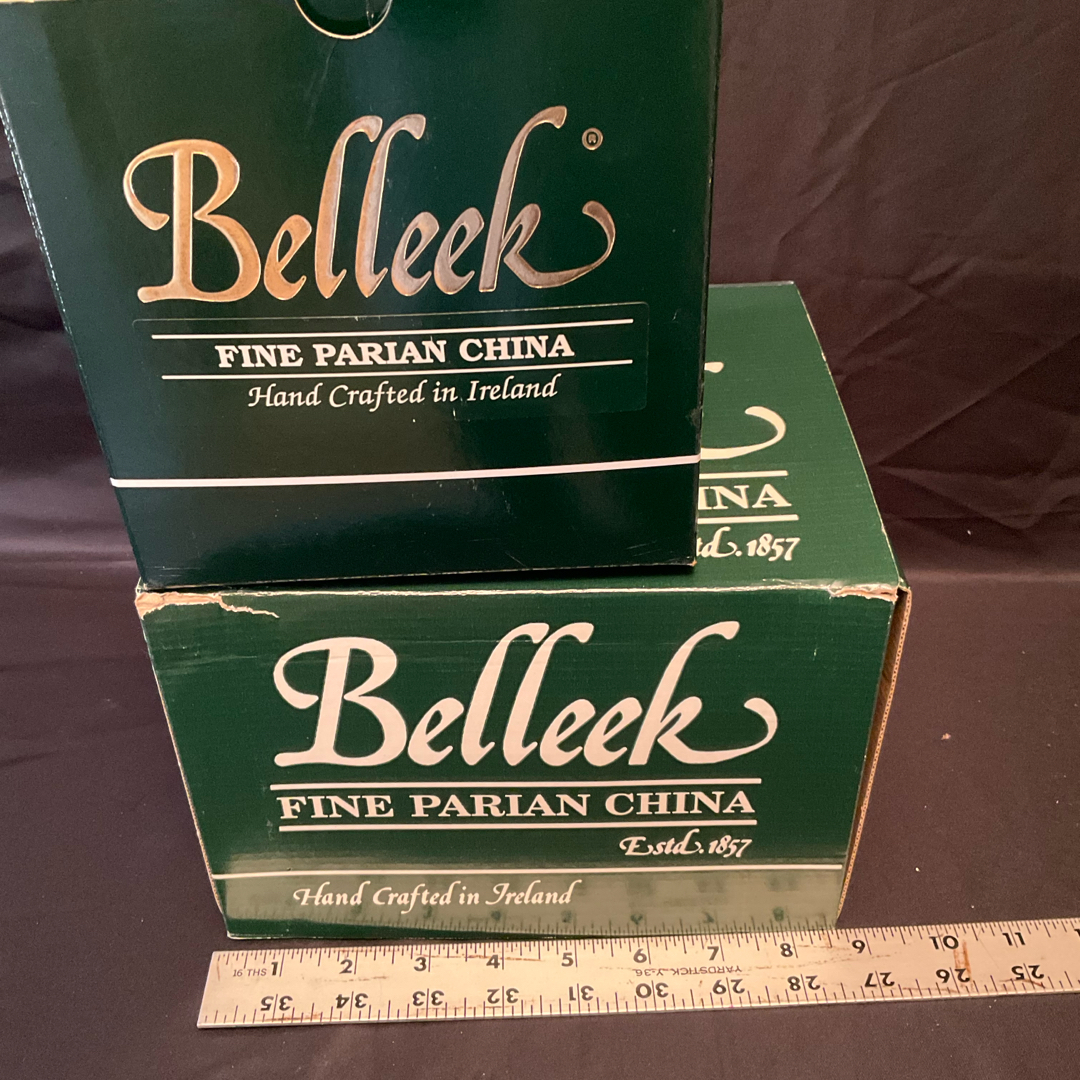 Belleek®
FINE PARIAN CHINA
Hand Crafted in Ireland
INA
td. 1857
Belleek
FINE PARIAN CHINA
Estd. 1857
Hand Crafted in Ireland
16 THS 1 2 3 4 5 6 7 8 9 10 11
YARDSTICK Y-36
35 34 33 32 31 30 29 28 27 26 25